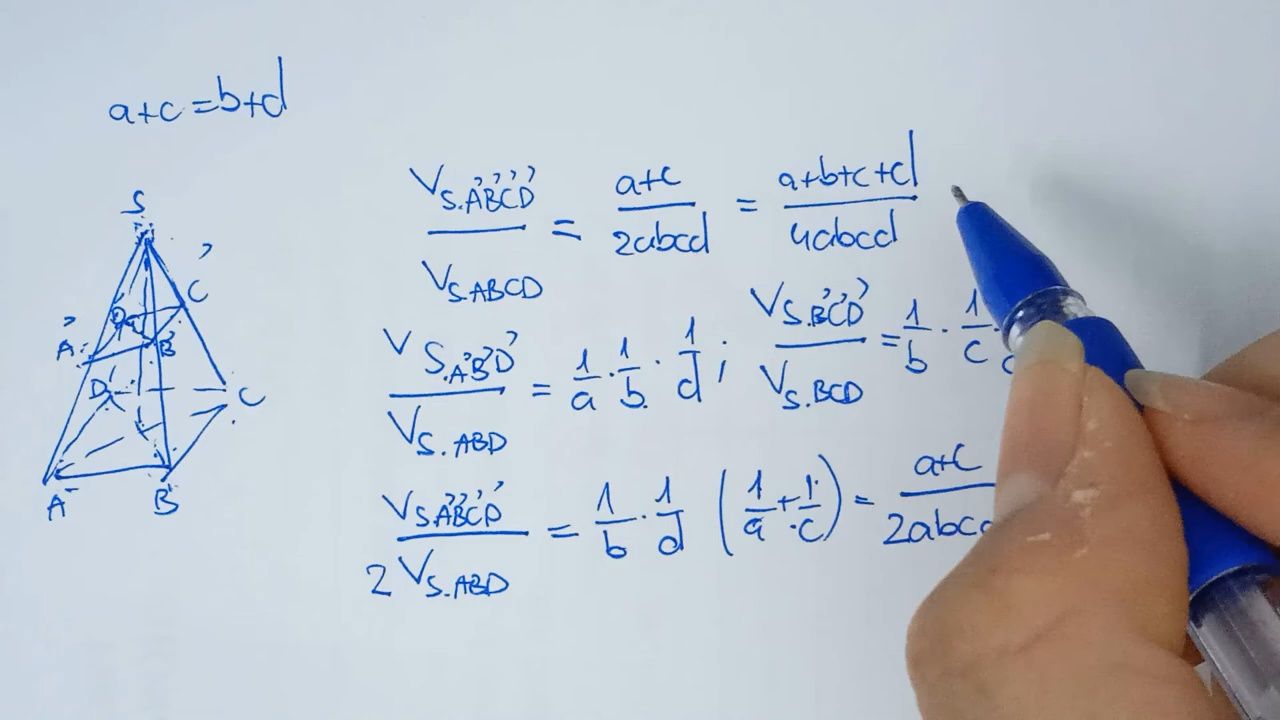 a+c=b+d
V_{S.A'B'C'D'}/V_{S.ABCD} = (a+c)/(2abcd) = (a+b+c+d)/(4abcd)
S
C'
D'
A'
B'
D
C
A
B
V_{S.A'B'D'}/V_{S.ABD} = 1/a · 1/b · 1/d ; V_{S.B'C'D'}/V_{S.BCD} = 1/b · 1/c ·
V_{S.A'B'C'D'}/(2V_{S.ABD}) = 1/b · 1/d (1/a + 1/c) = (a+c)/(2abcd